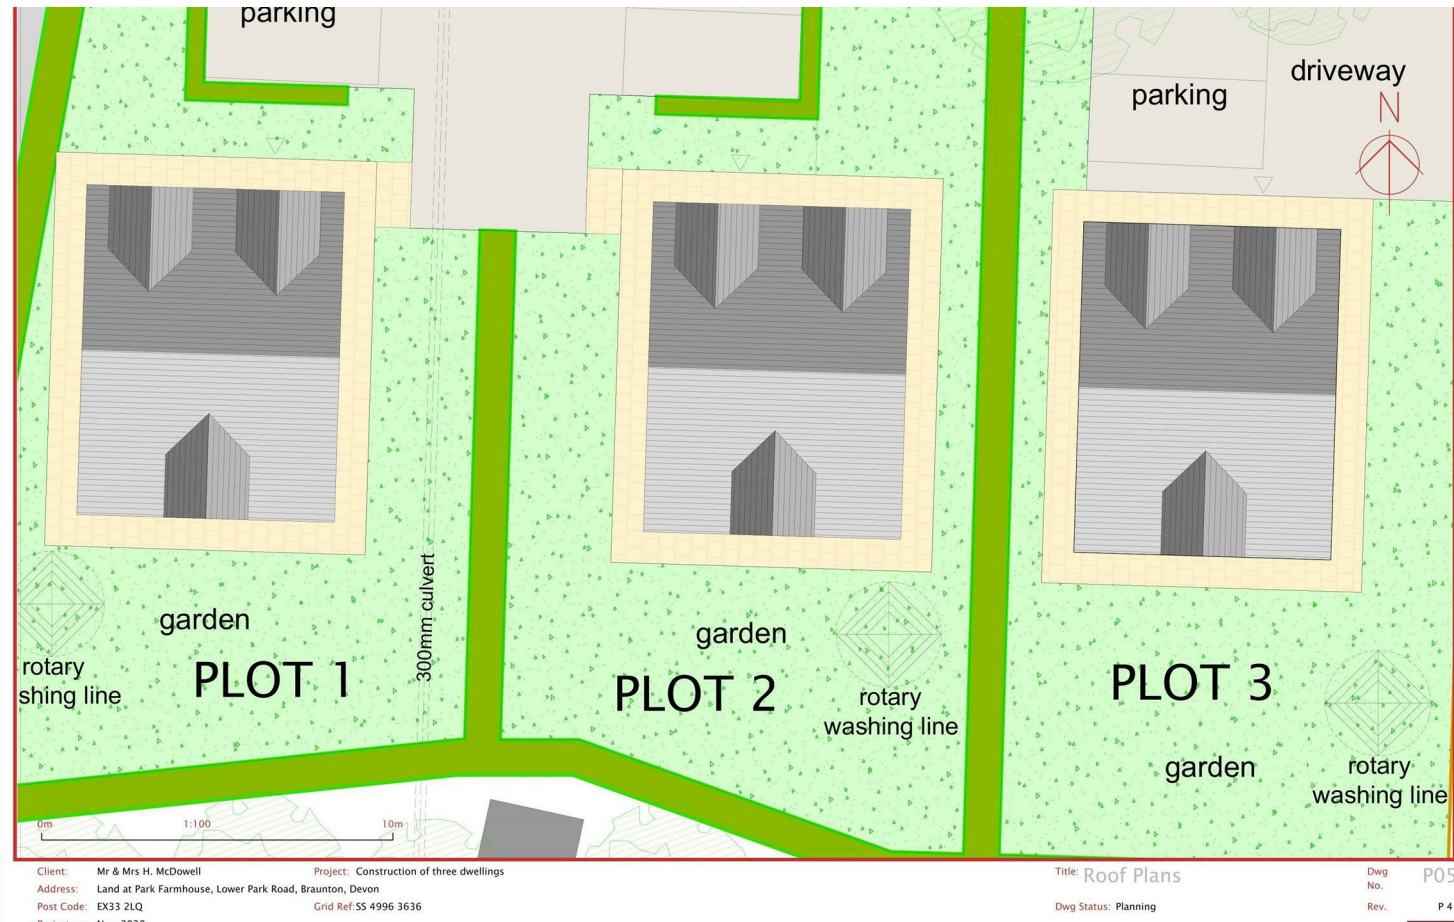 parking
driveway
parking
N
300mm culvert
garden
rotary
shing line
PLOT 1
garden
PLOT 2
rotary
washing line
PLOT 3
garden
rotary
washing line
0m 1:100 10m
Client: Mr & Mrs H. McDowell Project: Construction of three dwellings
Address: Land at Park Farmhouse, Lower Park Road, Braunton, Devon
Post Code: EX33 2LQ Grid Ref: SS 4996 3636
Title: Roof Plans
Dwg No. P05
Dwg Status: Planning
Rev. P 4